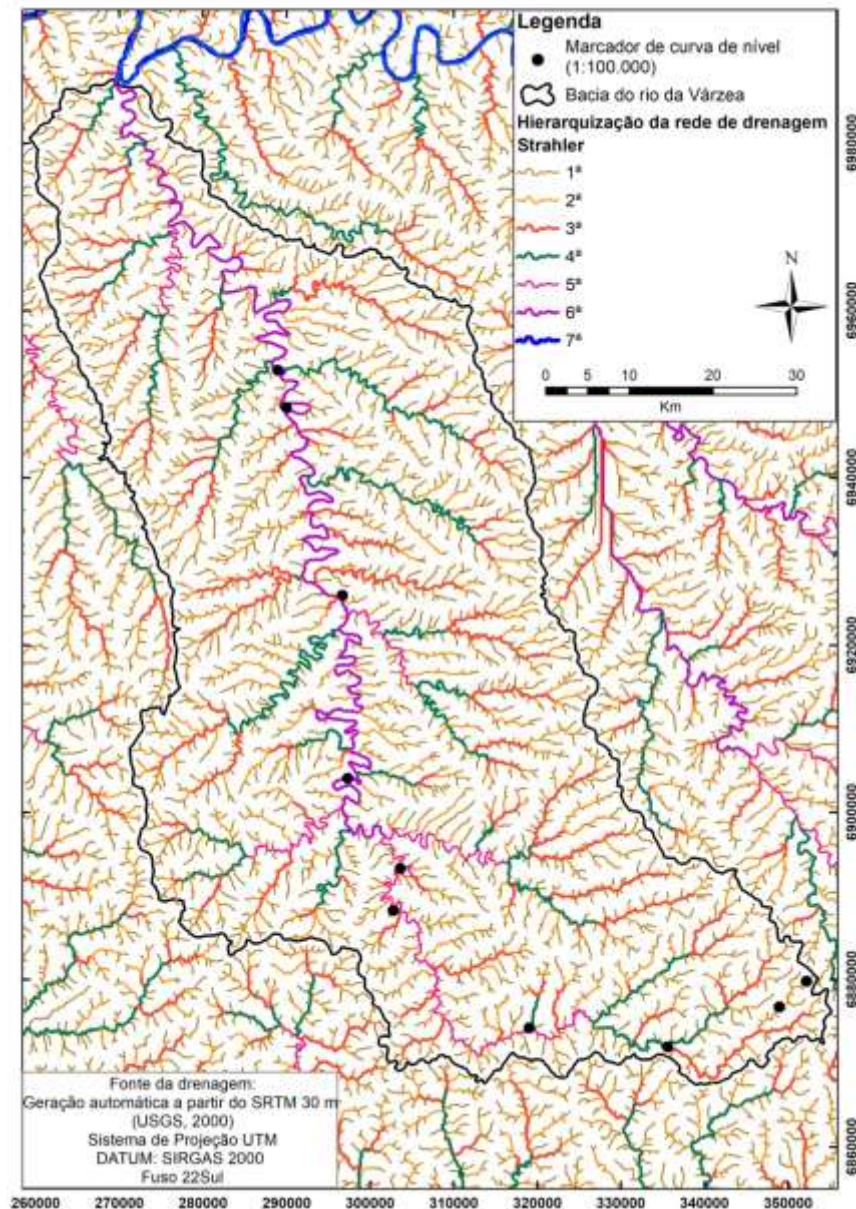 Legenda
Marcador de curva de nível
(1:100.000)
Bacia do rio da Várzea
Hierarquização da rede de drenagem
Strahler
1ª
2ª
3ª
4ª
5ª
6ª
7ª
N
0 5 10 20 30
Km
6980000
6960000
6940000
6920000
6900000
6880000
6860000
Fonte da drenagem:
Geração automática a partir do SRTM 30 m
(USGS, 2000)
Sistema de Projeção UTM
DATUM: SIRGAS 2000
Fuso 22Sul
260000 270000 280000 290000 300000 310000 320000 330000 340000 350000